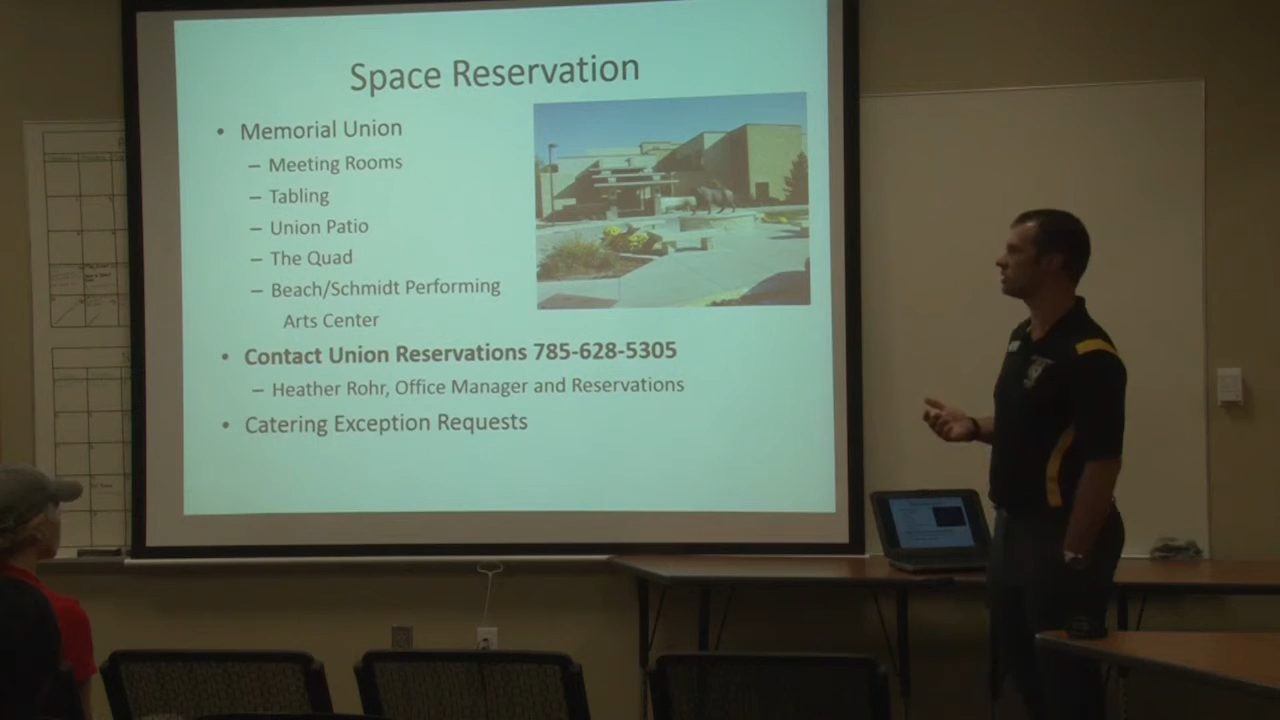 Space Reservation
• Memorial Union
– Meeting Rooms
– Tabling
– Union Patio
– The Quad
– Beach/Schmidt Performing
Arts Center
• Contact Union Reservations 785-628-5305
– Heather Rohr, Office Manager and Reservations
• Catering Exception Requests